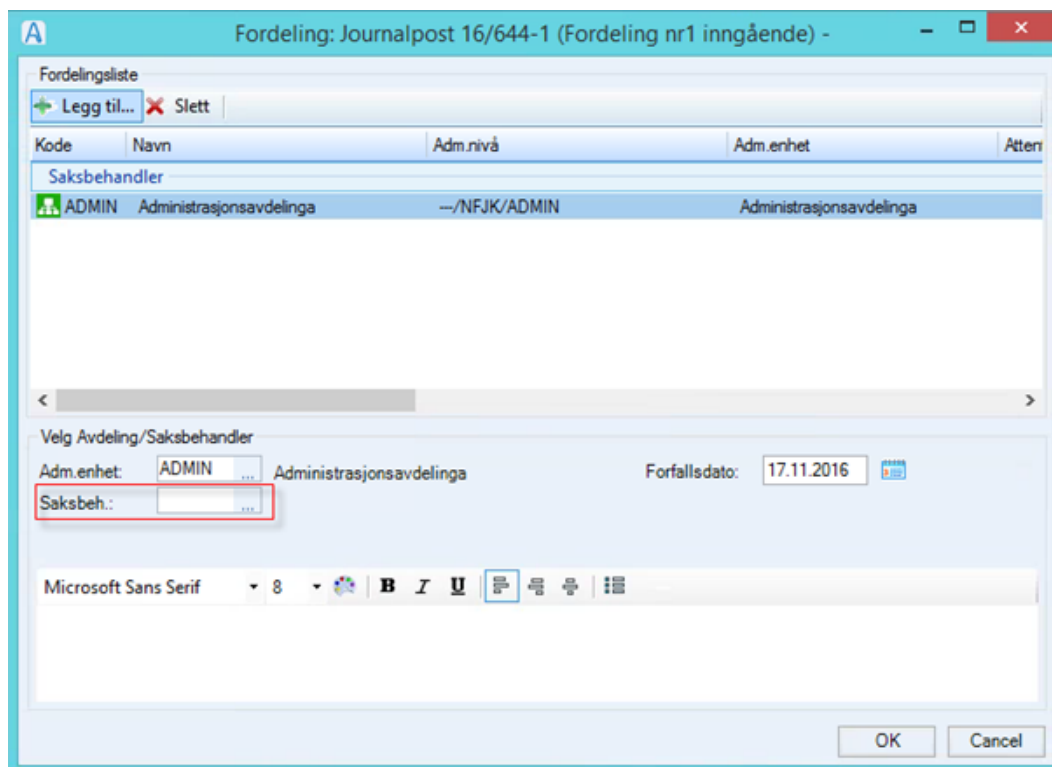 A Fordeling: Journalpost 16/644-1 (Fordeling nr1 inngående) -
Fordelingsliste
Legg til... Slett
Kode Navn Adm.nivå Adm.enhet Atten
Saksbehandler
ADMIN Administrasjonsavdelinga ---/NFJK/ADMIN Administrasjonsavdelinga
Velg Avdeling/Saksbehandler
Adm.enhet: ADMIN ... Administrasjonsavdelinga Forfallsdato: 17.11.2016
Saksbeh.: ...
Microsoft Sans Serif 8 B I U
OK Cancel